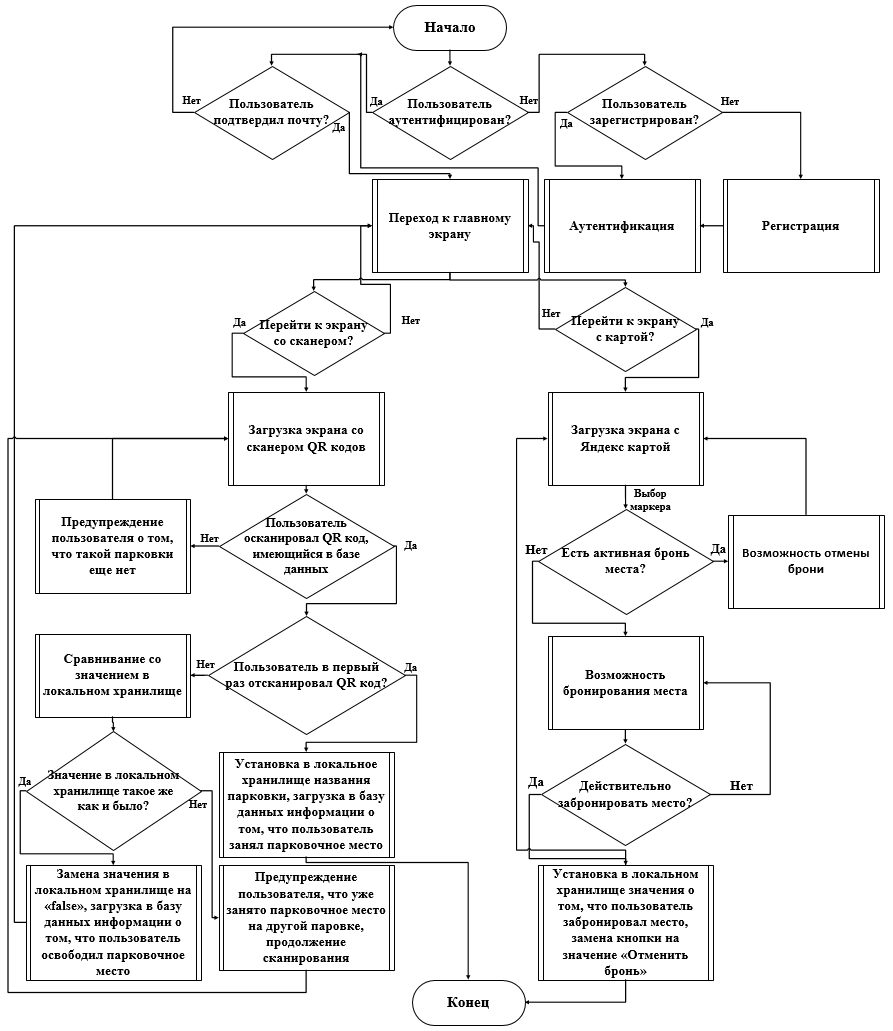 Начало
Нет
Пользователь
подтвердил почту?
Да
Да
Пользователь
аутентифицирован?
Нет
Пользователь
зарегистрирован?
Да
Нет
Переход к главному
экрану
Аутентификация
Регистрация
Да
Перейти к экрану
со сканером?
Нет
Нет
Перейти к экрану
с картой?
Да
Загрузка экрана со
сканером QR кодов
Загрузка экрана с
Яндекс картой
Выбор
маркера
Предупреждение
пользователя о том,
что такой парковки
еще нет
Нет
Пользователь
осканировал QR код,
имеющийся в базе
данных
Да
Нет
Есть активная бронь
места?
Да
Возможность отмены
брони
Сравнивание со
значением в
локальном хранилище
Нет
Пользователь в первый
раз отсканировал QR код?
Да
Возможность
бронирования места
Да
Значение в локальном
хранилище такое же
как и было?
Нет
Установка в локальное
хранилище названия
парковки, загрузка в базу
данных информации о
том, что пользователь
занял парковочное место
Да
Действительно
забронировать место?
Нет
Замена значения в
локальном хранилище на
«false», загрузка в базу
данных информации о
том, что пользователь
освободил парковочное
место
Предупреждение
пользователя, что уже
занято парковочное место
на другой паровке,
продолжение
сканирования
Установка в локальном
хранилище значения о
том, что пользователь
забронировал место,
замена кнопки на
значение «Отменить
бронь»
Конец